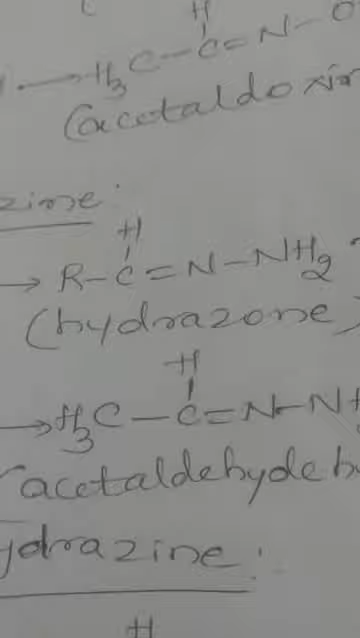 H
→ H3C-C=N-O
(acetaldoxim
zine:
H
→ R-C=N-NH2
(hydrazone)
H
→ H3C-C=N-N
acetaldehyde h
ydrazine:
H